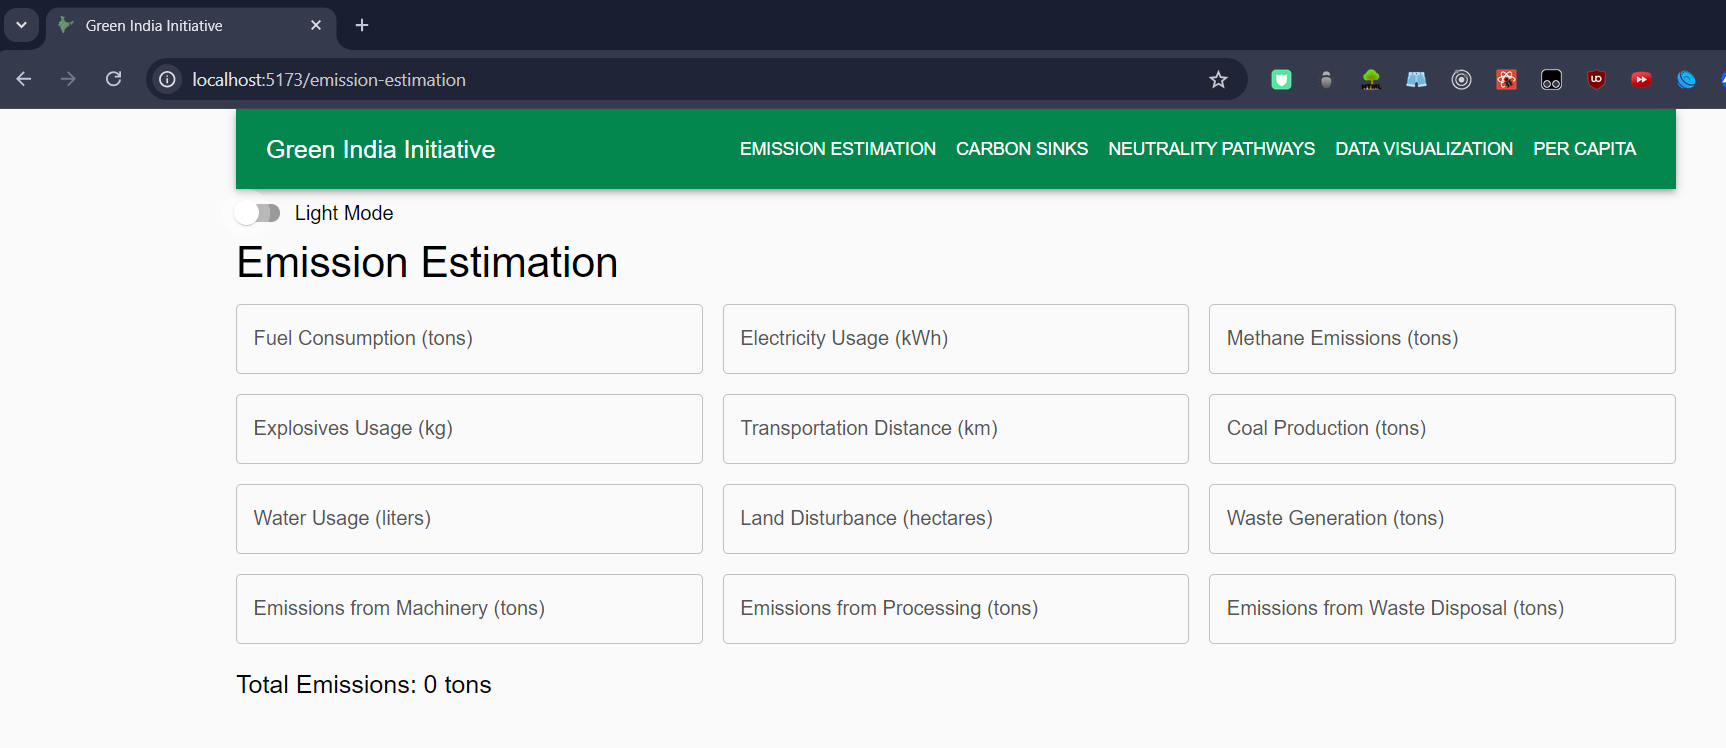 Green India Initiative
localhost:5173/emission-estimation
Green India Initiative EMISSION ESTIMATION CARBON SINKS NEUTRALITY PATHWAYS DATA VISUALIZATION PER CAPITA
Light Mode
Emission Estimation
Fuel Consumption (tons) Electricity Usage (kWh) Methane Emissions (tons)
Explosives Usage (kg) Transportation Distance (km) Coal Production (tons)
Water Usage (liters) Land Disturbance (hectares) Waste Generation (tons)
Emissions from Machinery (tons) Emissions from Processing (tons) Emissions from Waste Disposal (tons)
Total Emissions: 0 tons